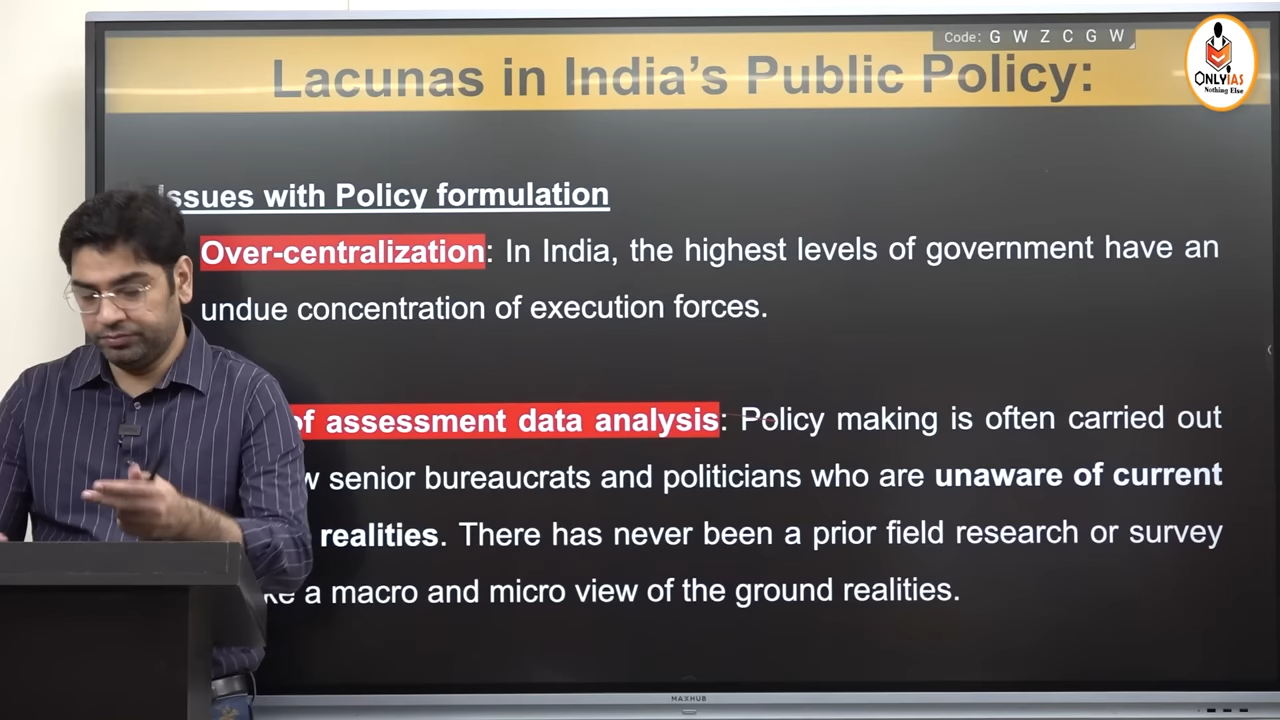 Code: G W Z C G W
ONLYIAS
Nothing Else
Lacunas in India's Public Policy:
Issues with Policy formulation
Over-centralization: In India, the highest levels of government have an
undue concentration of execution forces.
of assessment data analysis: Policy making is often carried out
senior bureaucrats and politicians who are unaware of current
realities. There has never been a prior field research or survey
a macro and micro view of the ground realities.
MAXHUB